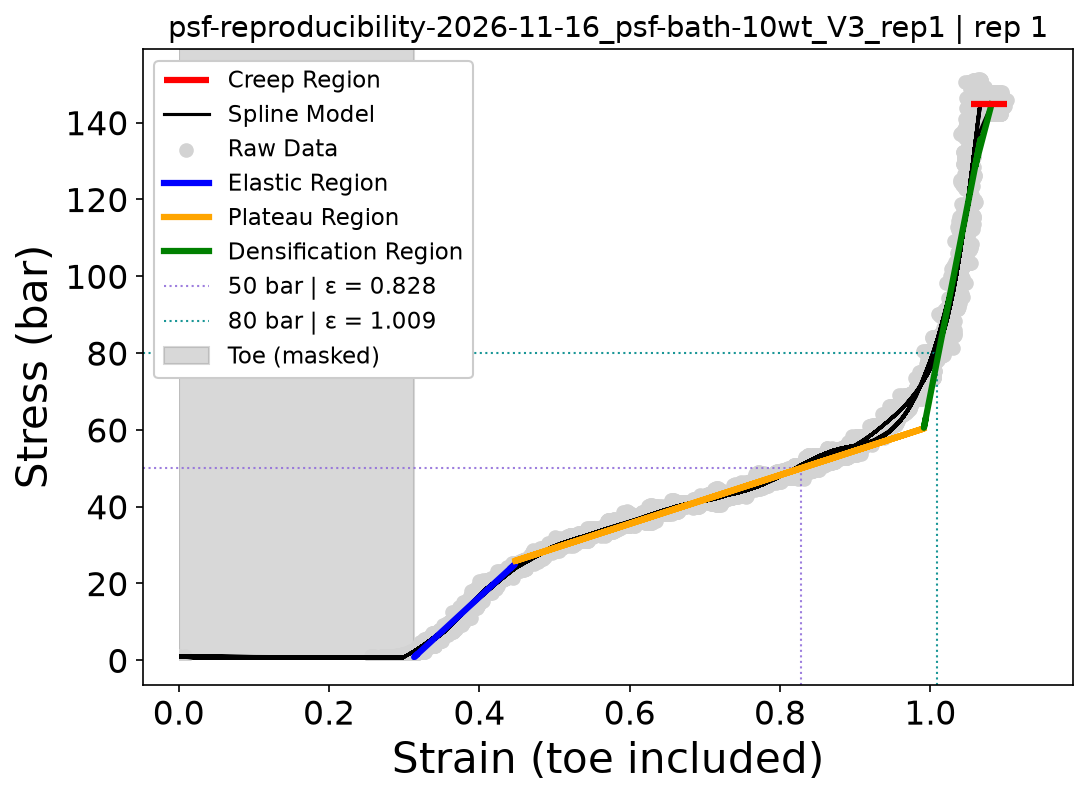 psf-reproducibility-2026-11-16_psf-bath-10wt_V3_rep1 | rep 1
Creep Region
Spline Model
Raw Data
Elastic Region
Plateau Region
Densification Region
50 bar | ε = 0.828
80 bar | ε = 1.009
Toe (masked)
Stress (bar)
140
120
100
80
60
40
20
0
0.0 0.2 0.4 0.6 0.8 1.0
Strain (toe included)